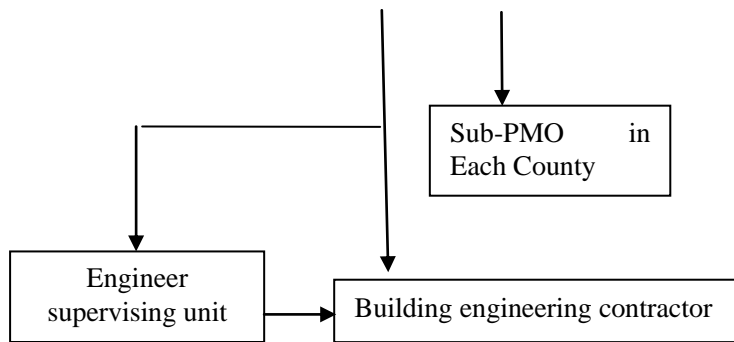 Sub-PMO in
Each County
Engineer
supervising unit
Building engineering contractor